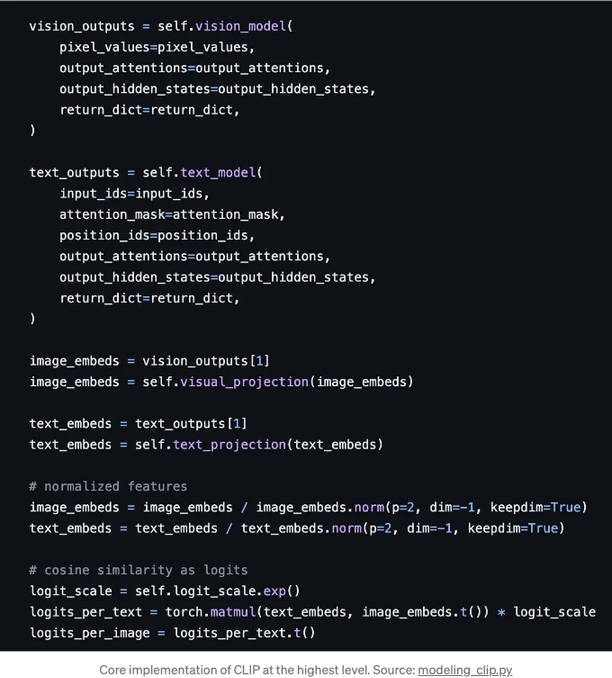 vision_outputs = self.vision_model(
    pixel_values=pixel_values,
    output_attentions=output_attentions,
    output_hidden_states=output_hidden_states,
    return_dict=return_dict,
)

text_outputs = self.text_model(
    input_ids=input_ids,
    attention_mask=attention_mask,
    position_ids=position_ids,
    output_attentions=output_attentions,
    output_hidden_states=output_hidden_states,
    return_dict=return_dict,
)

image_embeds = vision_outputs[1]
image_embeds = self.visual_projection(image_embeds)

text_embeds = text_outputs[1]
text_embeds = self.text_projection(text_embeds)

# normalized features
image_embeds = image_embeds / image_embeds.norm(p=2, dim=-1, keepdim=True)
text_embeds = text_embeds / text_embeds.norm(p=2, dim=-1, keepdim=True)

# cosine similarity as logits
logit_scale = self.logit_scale.exp()
logits_per_text = torch.matmul(text_embeds, image_embeds.t()) * logit_scale
logits_per_image = logits_per_text.t()

Core implementation of CLIP at the highest level. Source: modeling_clip.py